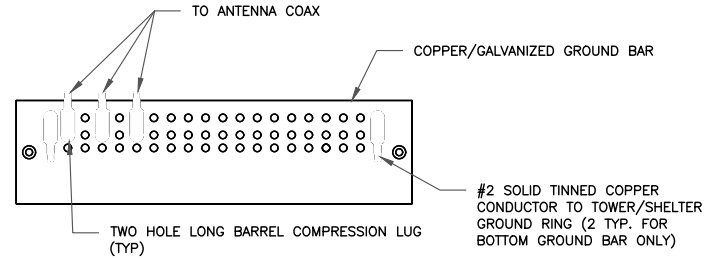 TO ANTENNA COAX
COPPER/GALVANIZED GROUND BAR
#2 SOLID TINNED COPPER
CONDUCTOR TO TOWER/SHELTER
GROUND RING (2 TYP. FOR
BOTTOM GROUND BAR ONLY)
TWO HOLE LONG BARREL COMPRESSION LUG
(TYP)